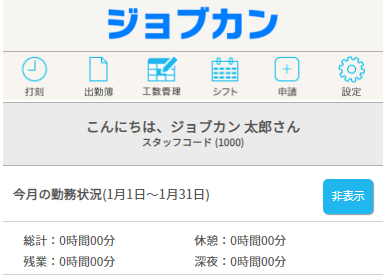 ジョブカン
打刻 出勤簿 工数管理 シフト 申請 設定
こんにちは、ジョブカン 太郎さん
スタッフコード (1000)
今月の勤務状況(1月1日〜1月31日) 非表示
総計：0時間00分 休憩：0時間00分
残業：0時間00分 深夜：0時間00分